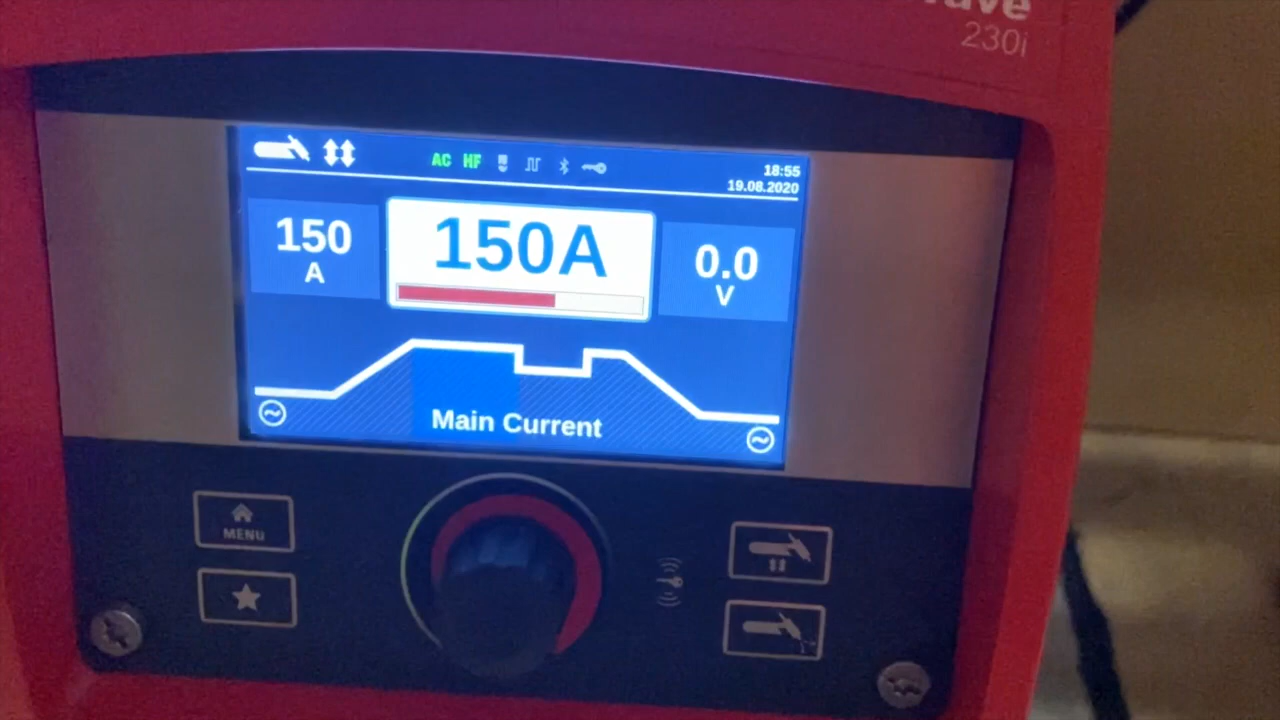 230i
AC HF
18:55
19.08.2020
150
A
150A
0.0
V
Main Current
MENU